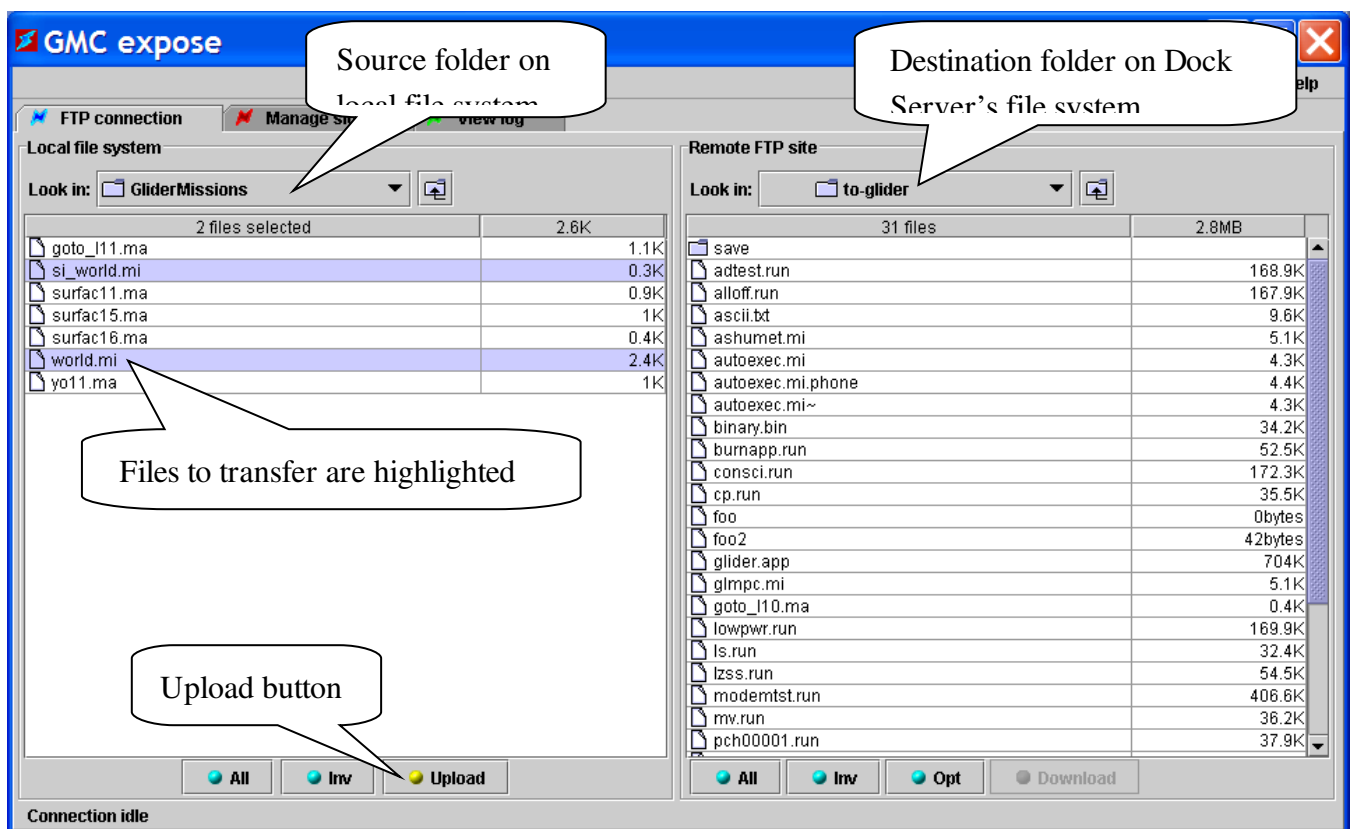 GMC expose
Source folder on
local file system
Destination folder on Dock
Server's file system
elp
FTP connection
Manage si
View log
Local file system
Look in: GliderMissions
2 files selected 2.6K
goto_l11.ma 1.1K
si_world.mi 0.3K
surfac11.ma 0.9K
surfac15.ma 1K
surfac16.ma 0.4K
world.mi 2.4K
yo11.ma 1K
Files to transfer are highlighted
Upload button
All Inv Upload
Remote FTP site
Look in: to-glider
31 files 2.8MB
save
adtest.run 168.9K
alloff.run 167.9K
ascii.txt 9.6K
ashumet.mi 5.1K
autoexec.mi 4.3K
autoexec.mi.phone 4.4K
autoexec.mi~ 4.3K
binary.bin 34.2K
burnapp.run 52.5K
consci.run 172.3K
cp.run 35.5K
foo 0bytes
foo2 42bytes
glider.app 704K
glmpc.mi 5.1K
goto_l10.ma 0.4K
lowpwr.run 169.9K
ls.run 32.4K
lzss.run 54.5K
modemtst.run 406.6K
mv.run 36.2K
pch00001.run 37.9K
All Inv Opt Download
Connection idle